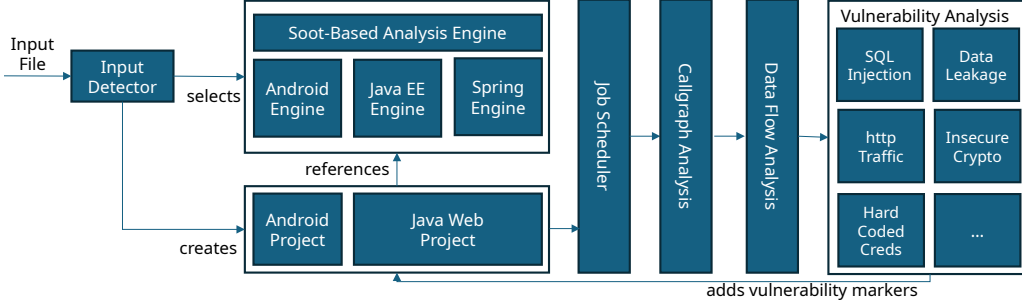 Input
File
Input
Detector
selects
creates
Soot-Based Analysis Engine
Android
Engine
Java EE
Engine
Spring
Engine
references
Android
Project
Java Web
Project
Job Scheduler
Callgraph Analysis
Data Flow Analysis
Vulnerability Analysis
SQL
Injection
Data
Leakage
http
Traffic
Insecure
Crypto
Hard
Coded
Creds
...
adds vulnerability markers